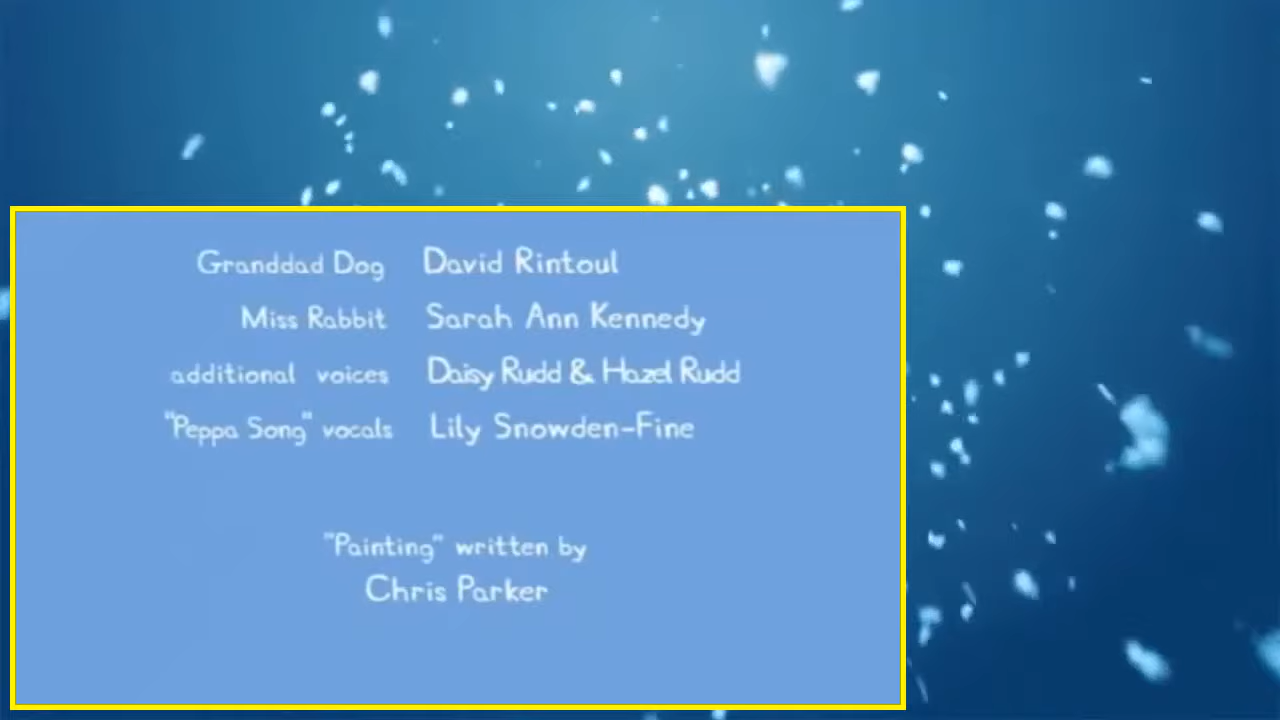 Granddad Dog David Rintoul
Miss Rabbit Sarah Ann Kennedy
additional voices Daisy Rudd & Hazel Rudd
"Peppa Song" vocals Lily Snowden-Fine
"Painting" written by
Chris Parker